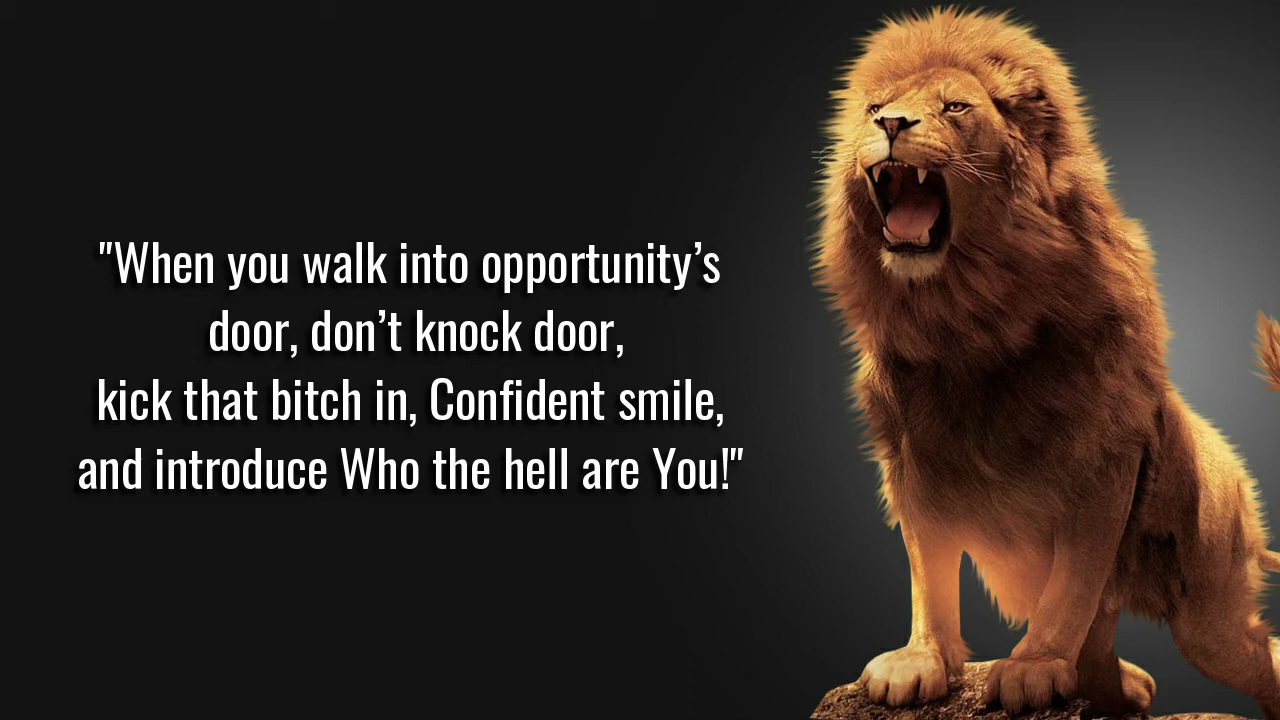 "When you walk into opportunity’s
door, don’t knock door,
kick that bitch in, Confident smile,
and introduce Who the hell are You!"